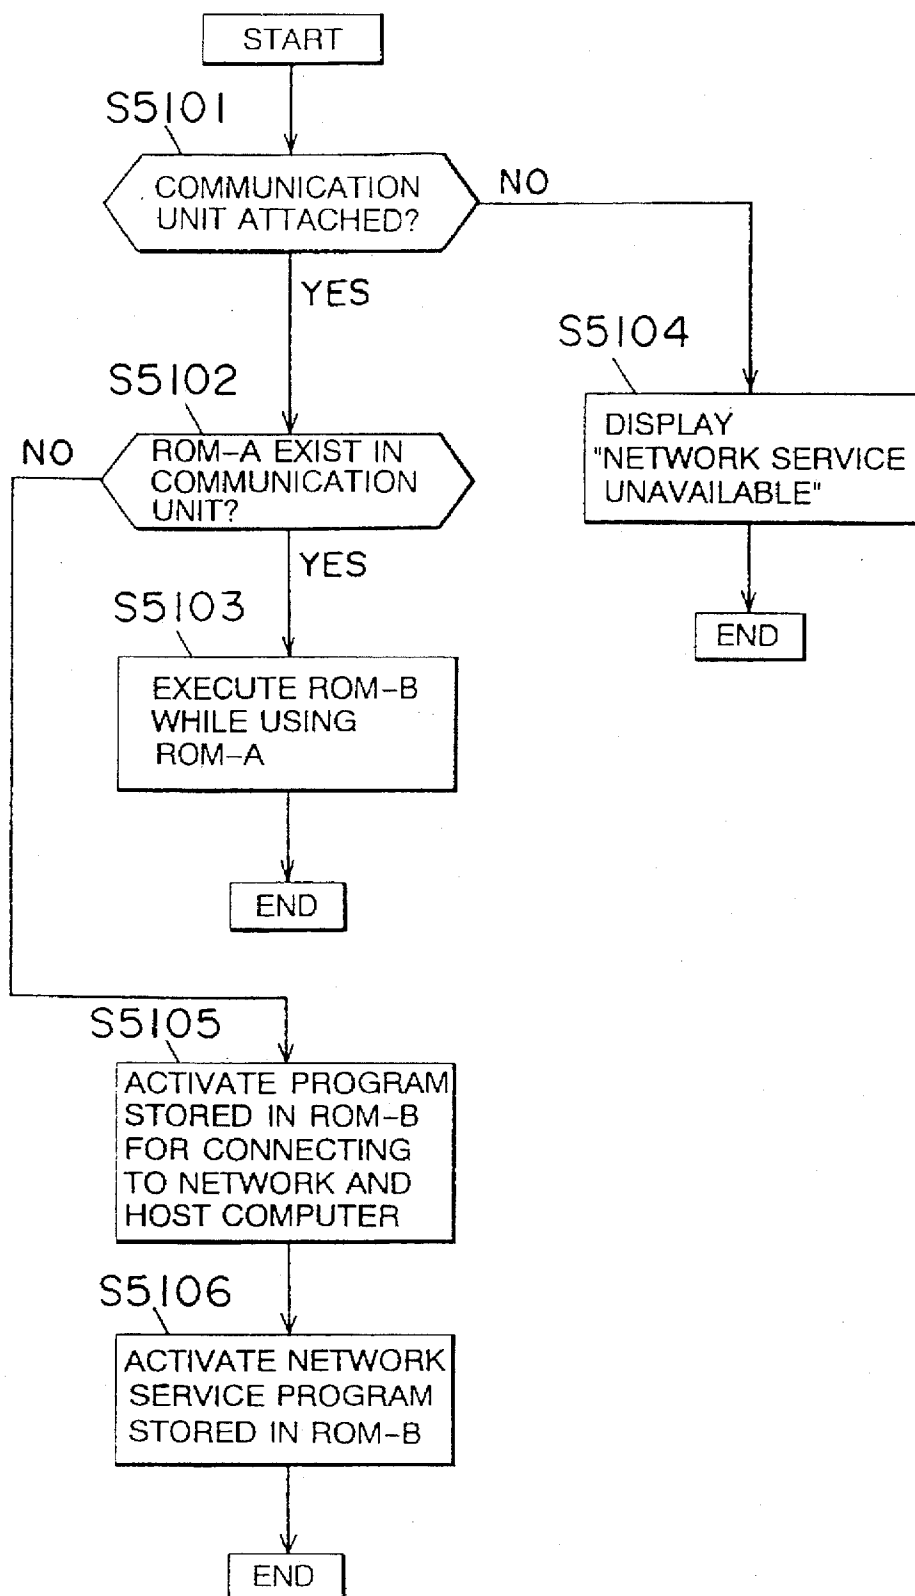 START
S5101
COMMUNICATION
UNIT ATTACHED?
NO
YES
S5104
DISPLAY
"NETWORK SERVICE
UNAVAILABLE"
END
S5102
NO
ROM-A EXIST IN
COMMUNICATION
UNIT?
YES
S5103
EXECUTE ROM-B
WHILE USING
ROM-A
END
S5105
ACTIVATE PROGRAM
STORED IN ROM-B
FOR CONNECTING
TO NETWORK AND
HOST COMPUTER
S5106
ACTIVATE NETWORK
SERVICE PROGRAM
STORED IN ROM-B
END